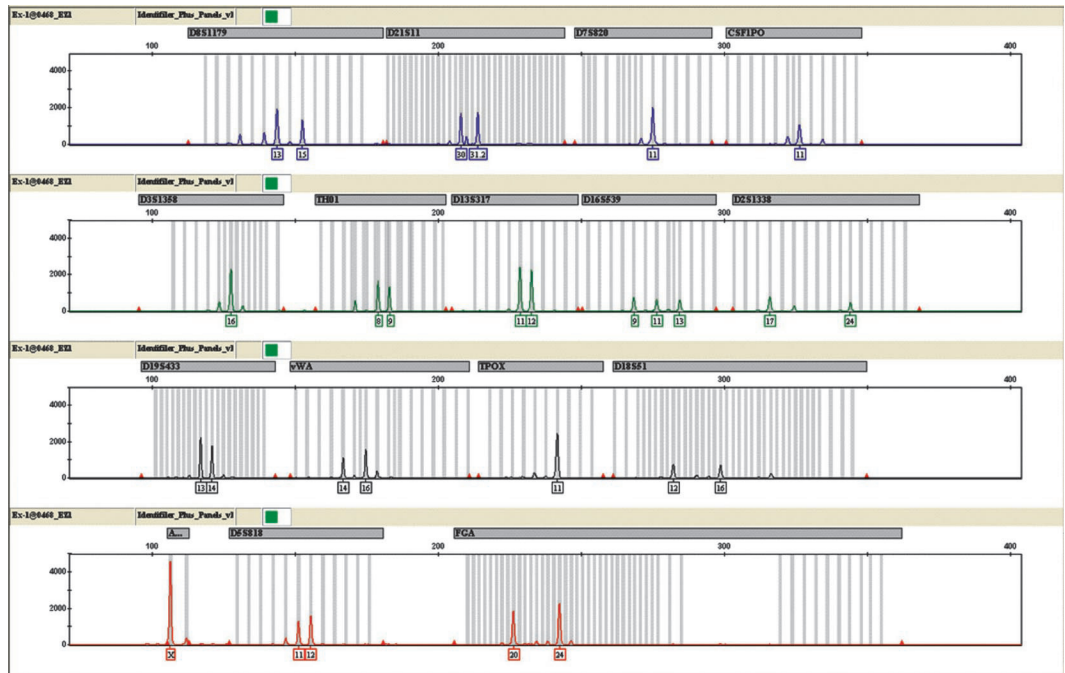 Ex-1@0468_EXI Identifiler_Plus_Panels_v1
D8S1179 D21S11 D7S820 CSF1PO
100 200 300 400
4000
2000
0
13 15 30 31.2 11 11
Ex-1@0468_EXI Identifiler_Plus_Panels_v1
D3S1358 TH01 D13S317 D16S539 D2S1338
100 200 300 400
4000
2000
0
16 8 9 11 12 9 11 13 17 24
Ex-1@0468_EXI Identifiler_Plus_Panels_v1
D19S433 vWA TPOX D18S51
100 200 300 400
4000
2000
0
13 14 14 16 11 12 16
Ex-1@0468_EXI Identifiler_Plus_Panels_v1
A... D5S818 FGA
100 200 300 400
4000
2000
0
X 11 12 20 24